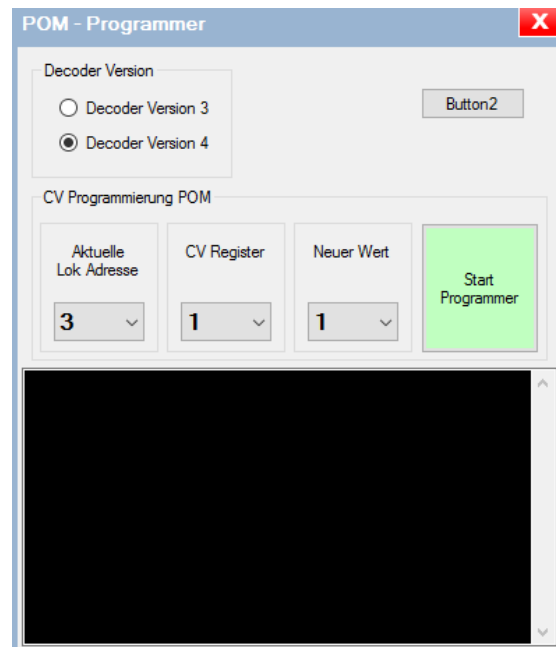 POM - Programmer
X
Decoder Version
Decoder Version 3
Button2
Decoder Version 4
CV Programmierung POM
Aktuelle
Lok Adresse
CV Register
Neuer Wert
Start
Programmer
3
1
1